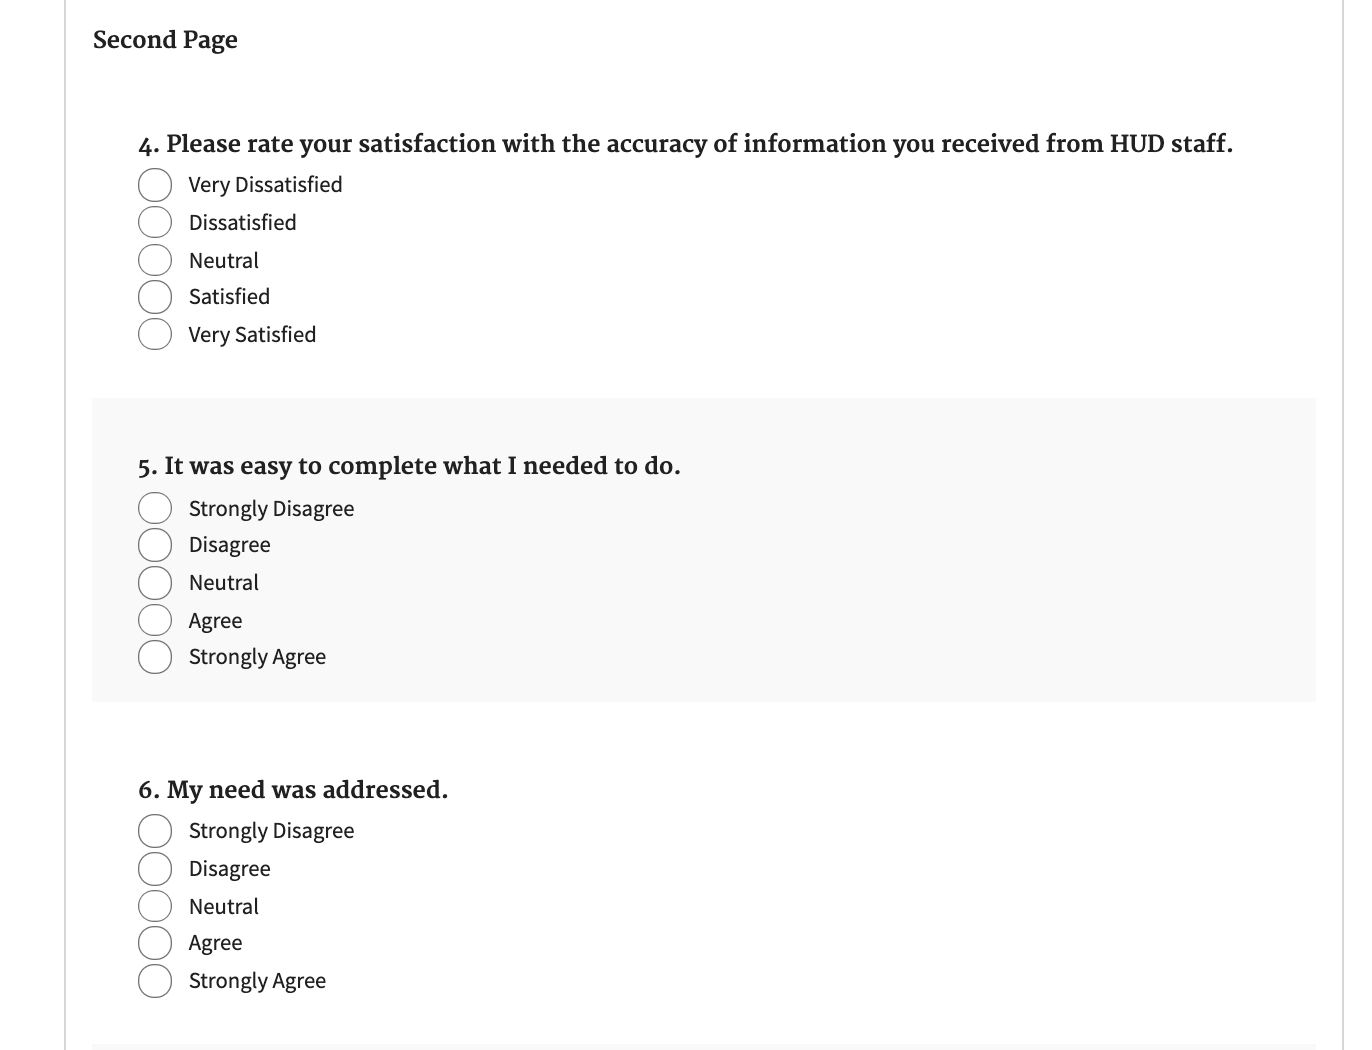 Second Page
4. Please rate your satisfaction with the accuracy of information you received from HUD staff.
Very Dissatisfied
Dissatisfied
Neutral
Satisfied
Very Satisfied
5. It was easy to complete what I needed to do.
Strongly Disagree
Disagree
Neutral
Agree
Strongly Agree
6. My need was addressed.
Strongly Disagree
Disagree
Neutral
Agree
Strongly Agree